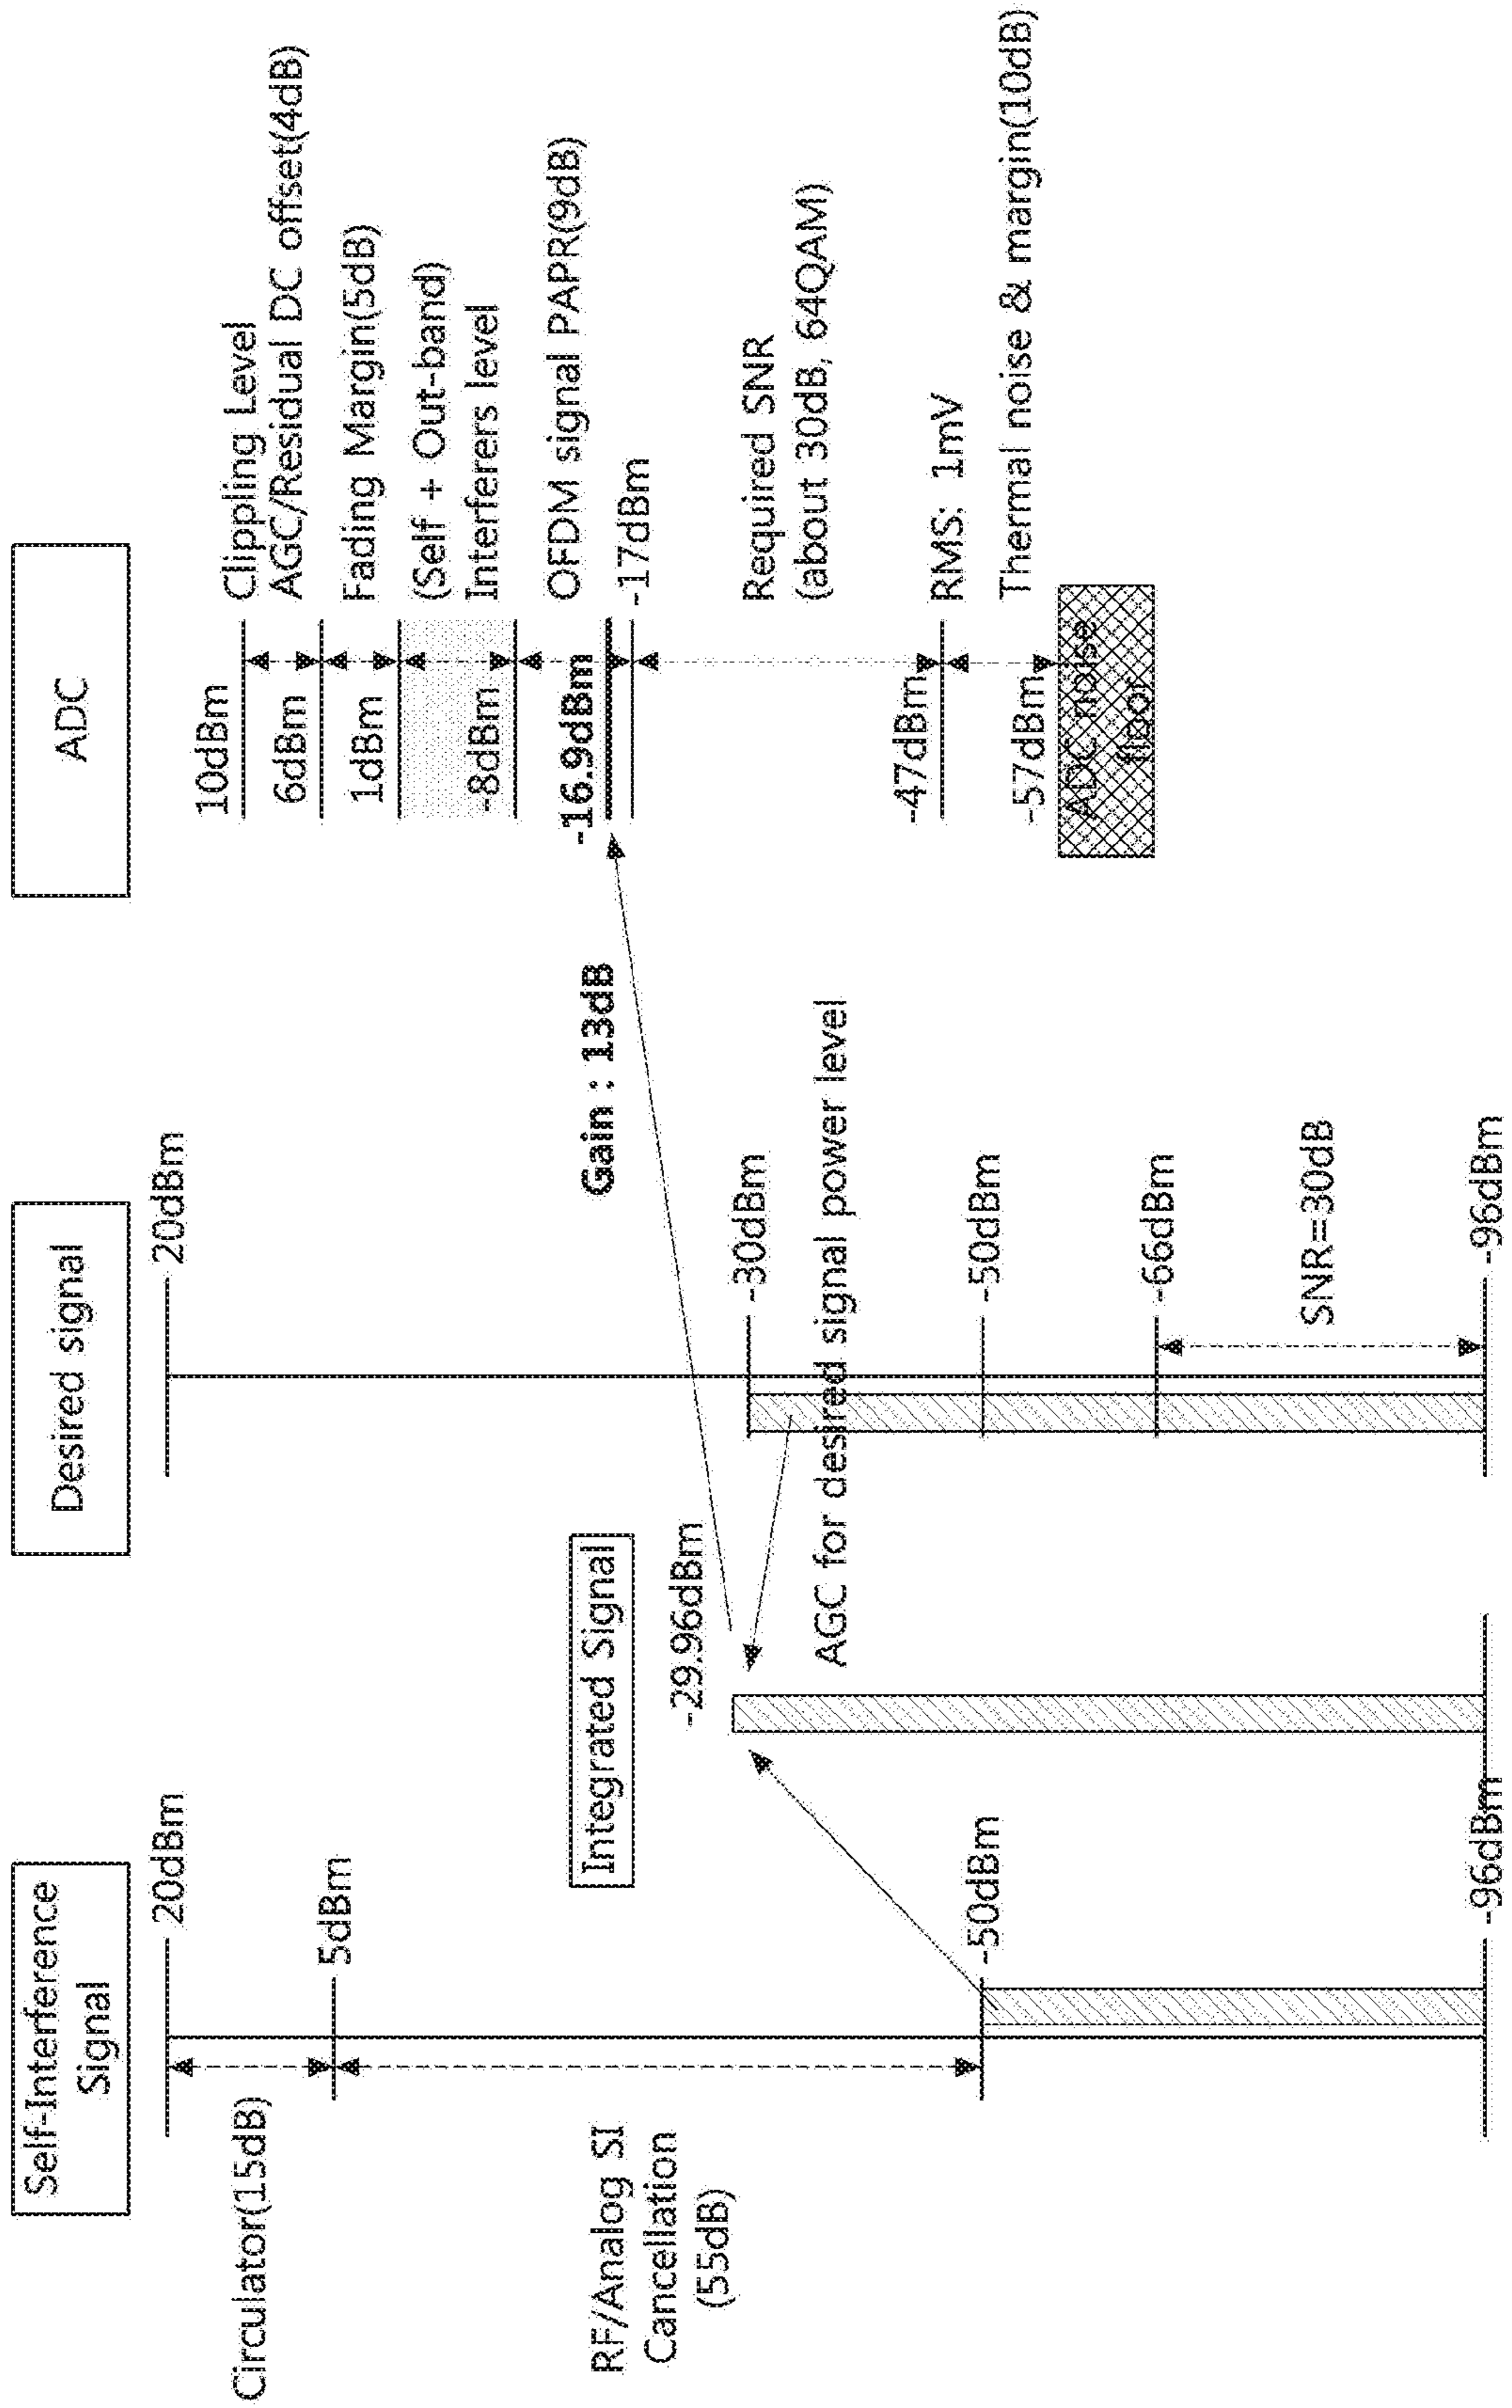 Self-Interference
Signal
20dBm
5dBm
-50dBm
-96dBm
Circulator(15dB)
RF/Analog SI
Cancellation
(55dB)
Integrated Signal
-29.96dBm
Desired signal
20dBm
-30dBm
-50dBm
-66dBm
SNR=30dB
-96dBm
AGC for desired signal power level
Gain : 13dB
ADC
10dBm
6dBm
1dBm
-8dBm
-16.9dBm
-17dBm
-47dBm
-57dBm
Clippling Level
AGC/Residual DC offset(4dB)
Fading Margin(5dB)
(Self + Out-band)
Interferers level
OFDM signal PAPR(9dB)
Required SNR
(about 30dB, 64QAM)
RMS: 1mV
Thermal noise & margin(10dB)
ADC noise
floor